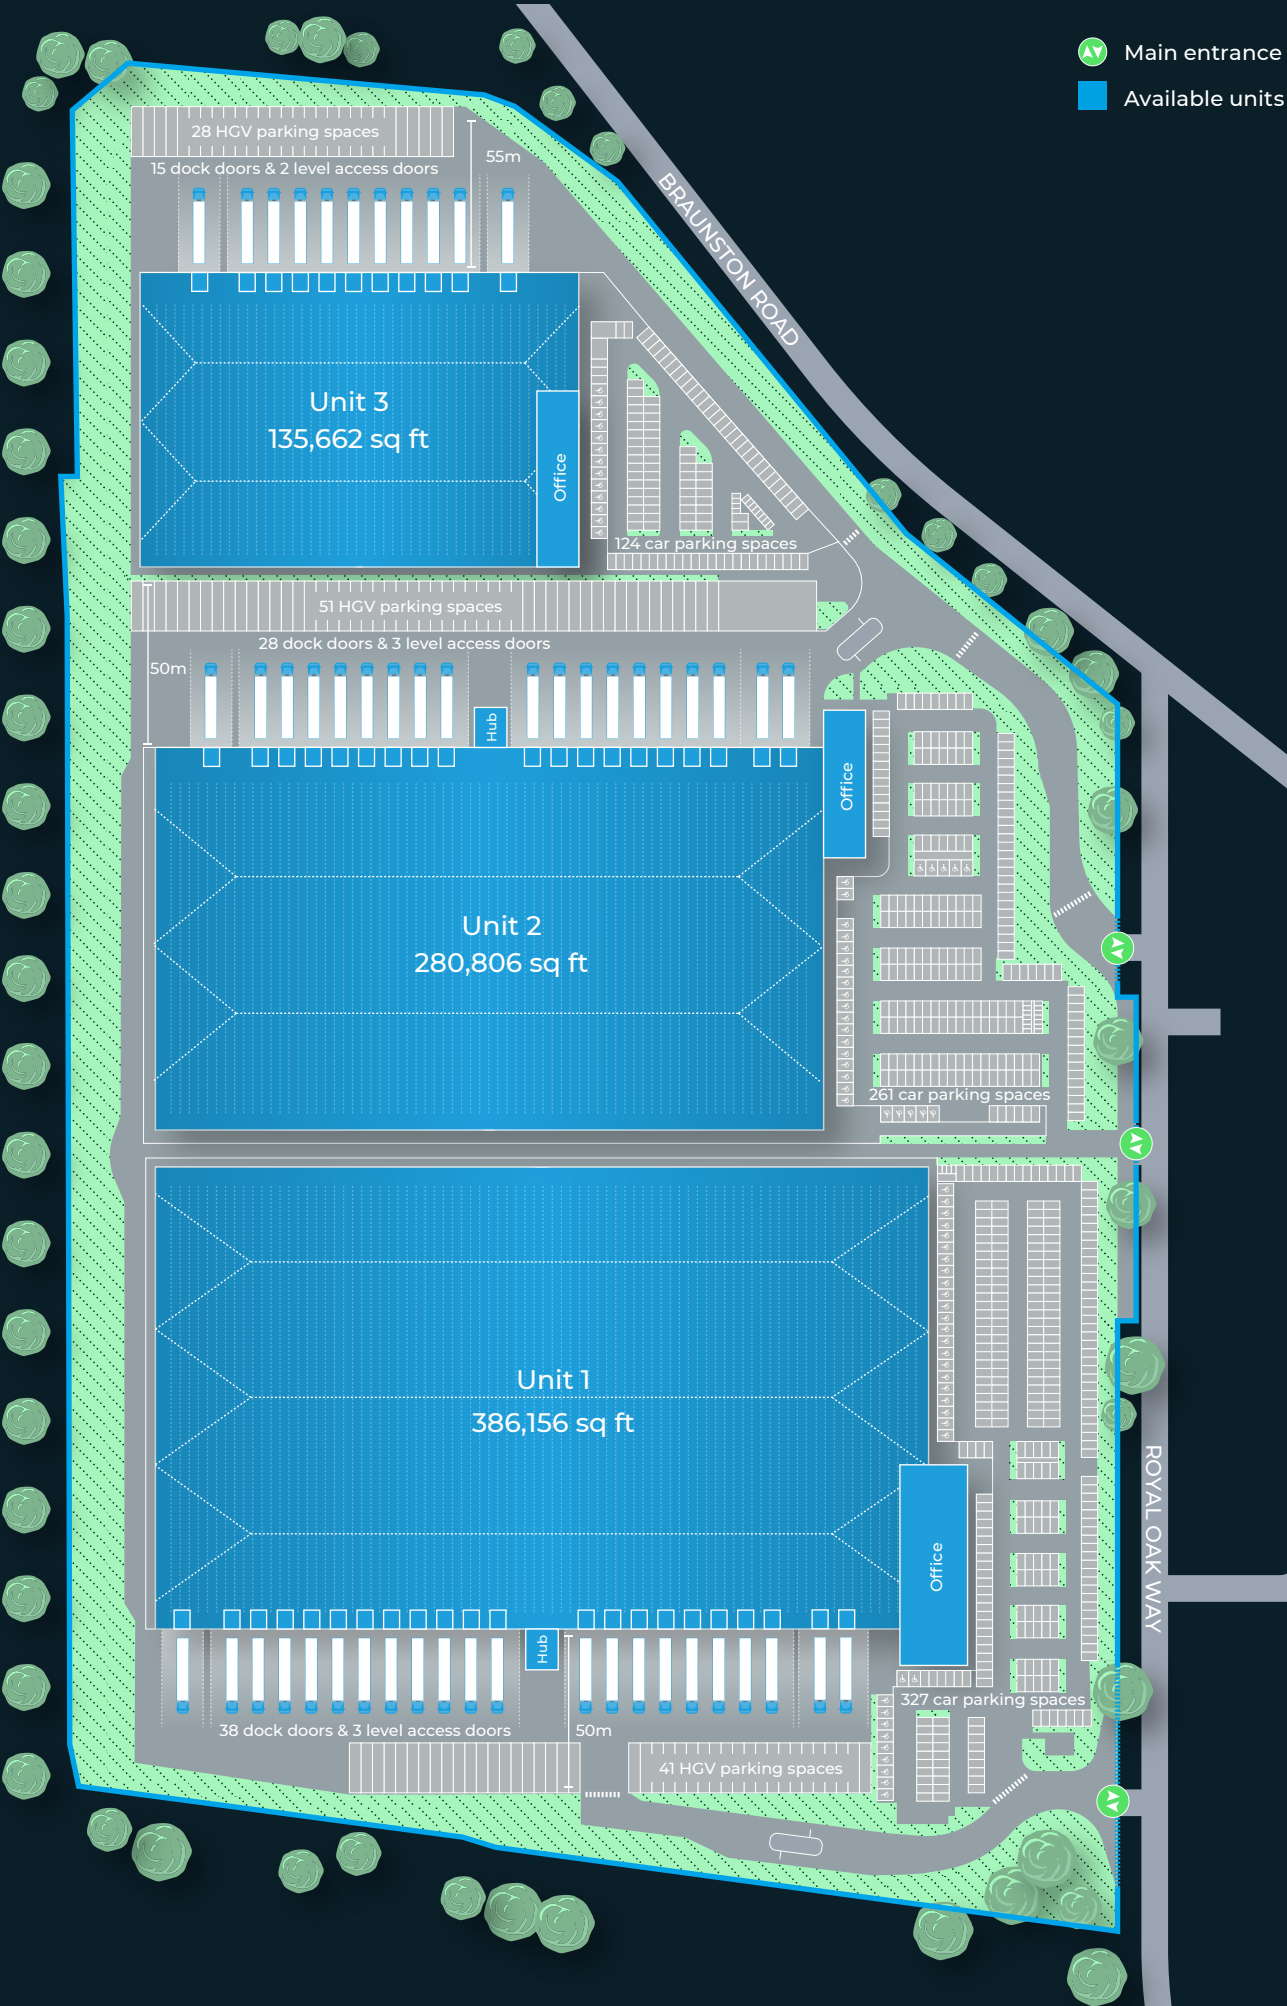 Main entrance
Available units
28 HGV parking spaces
15 dock doors & 2 level access doors
55m
BRAUNSTON ROAD
Unit 3
135,662 sq ft
Office
124 car parking spaces
51 HGV parking spaces
28 dock doors & 3 level access doors
50m
Hub
Office
Unit 2
280,806 sq ft
261 car parking spaces
Unit 1
386,156 sq ft
ROYAL OAK WAY
Office
Hub
327 car parking spaces
38 dock doors & 3 level access doors
50m
41 HGV parking spaces